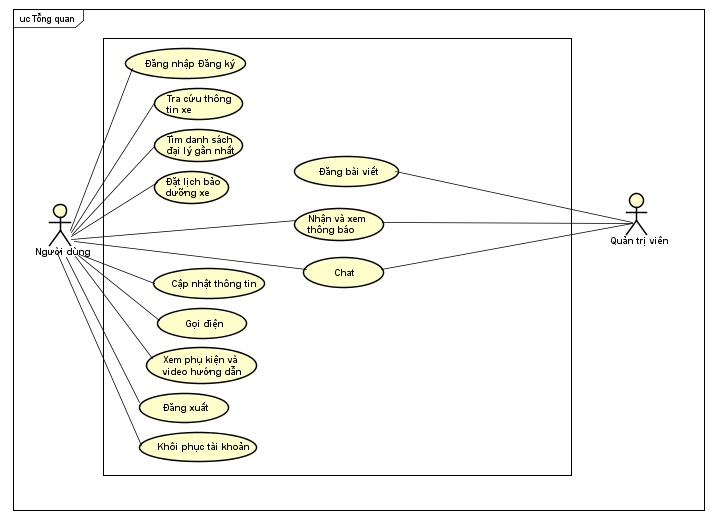 uc Tổng quan
Đăng nhập Đăng ký
Tra cứu thông
tin xe
Tìm danh sách
đại lý gần nhất
Đặt lịch bảo
dưỡng xe
Đăng bài viết
Nhận và xem
thông báo
Chat
Người dùng
Quản trị viên
Cập nhật thông tin
Gọi điện
Xem phụ kiện và
video hướng dẫn
Đăng xuất
Khôi phục tài khoản